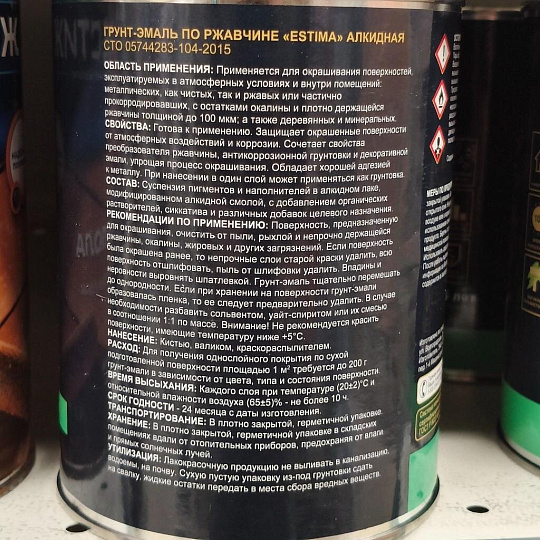 ГРУНТ-ЭМАЛЬ ПО РЖАВЧИНЕ «ESTIMA» АЛКИДНАЯ
СТО 05744283-104-2015
ОБЛАСТЬ ПРИМЕНЕНИЯ: Применяется для окрашивания поверхностей,
эксплуатируемых в атмосферных условиях и внутри помещений:
металлических, как чистых, так и ржавых или частично
прокорродировавших, с остатками окалины и плотно держащейся
ржавчины толщиной до 100 мкм; а также деревянных и минеральных.
СВОЙСТВА: Готова к применению. Защищает окрашенные поверхности
от атмосферных воздействий и коррозии. Сочетает свойства
преобразователя ржавчины, антикоррозионной грунтовки и декоративной
эмали, упрощая процесс окрашивания. Обладает хорошей адгезией
к металлу. При нанесении в один слой может применяться как грунтовка.
СОСТАВ: Суспензия пигментов и наполнителей в алкидном лаке,
модифицированном алкидной смолой, с добавлением органических
растворителей, сиккатива и различных добавок целевого назначения.
РЕКОМЕНДАЦИИ ПО ПРИМЕНЕНИЮ: Поверхность, предназначенную
для окрашивания, очистить от пыли, рыхлой и непрочно держащейся
ржавчины, окалины, жировых и других загрязнений. Если поверхность
была окрашена ранее, то непрочные слои старой краски удалить, всю
поверхность отшлифовать, пыль от шлифовки удалить. Впадины и
неровности выровнять шпатлевкой. Грунт-эмаль тщательно перемешать
до однородности. Если при хранении на поверхности грунт-эмали
образовалась пленка, то ее следует предварительно удалить. В случае
необходимости разбавить сольвентом, уайт-спиритом или их смесью
в соотношении 1:1 по массе. Внимание! Не рекомендуется красить
поверхности, имеющие температуру ниже +5°С.
НАНЕСЕНИЕ: Кистью, валиком, краскораспылителем.
РАСХОД: Для получения однослойного покрытия по сухой
подготовленной поверхности площадью 1 м² требуется до 200 г
грунт-эмали в зависимости от цвета, типа и состояния поверхности.
ВРЕМЯ ВЫСЫХАНИЯ: Каждого слоя при температуре (20±2)°С и
относительной влажности воздуха (65±5)% - не более 10 ч.
СРОК ГОДНОСТИ - 24 месяца с даты изготовления.
ТРАНСПОРТИРОВАНИЕ: В плотно закрытой, герметичной упаковке.
ХРАНЕНИЕ: В плотно закрытой, герметичной упаковке в складских
помещениях вдали от отопительных приборов, предохраняя от влаги
и прямых солнечных лучей.
УТИЛИЗАЦИЯ: Лакокрасочную продукцию не выливать в канализацию,
водоемы, на почву. Сухую пустую упаковку из-под грунтовки сдать
на свалку, жидкие остатки передать в места сбора вредных веществ.